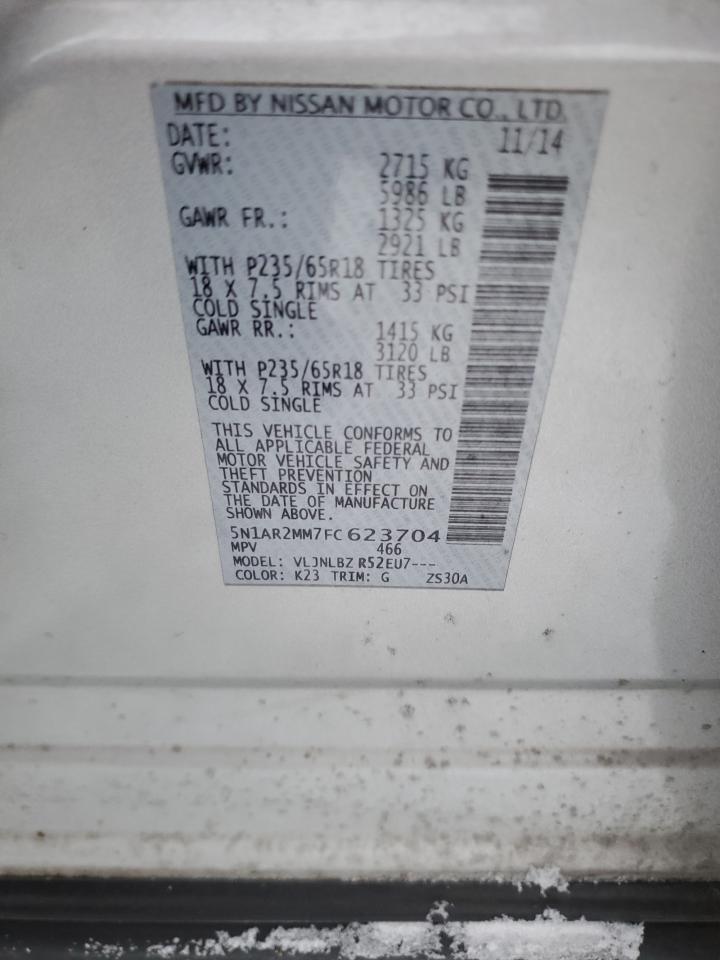 MFD BY NISSAN MOTOR CO., LTD.
DATE: 11/14
GVWR: 2715 KG
5986 LB
GAWR FR.: 1325 KG
2921 LB
WITH P235/65R18 TIRES
18 X 7.5 RIMS AT 33 PSI
COLD SINGLE
GAWR RR.: 1415 KG
3120 LB
WITH P235/65R18 TIRES
18 X 7.5 RIMS AT 33 PSI
COLD SINGLE
THIS VEHICLE CONFORMS TO
ALL APPLICABLE FEDERAL
MOTOR VEHICLE SAFETY AND
THEFT PREVENTION
STANDARDS IN EFFECT ON
THE DATE OF MANUFACTURE
SHOWN ABOVE.
5N1AR2MM7FC623704
MPV 466
MODEL: VLJNLBZ R52EU7---
COLOR: K23 TRIM: G ZS30A